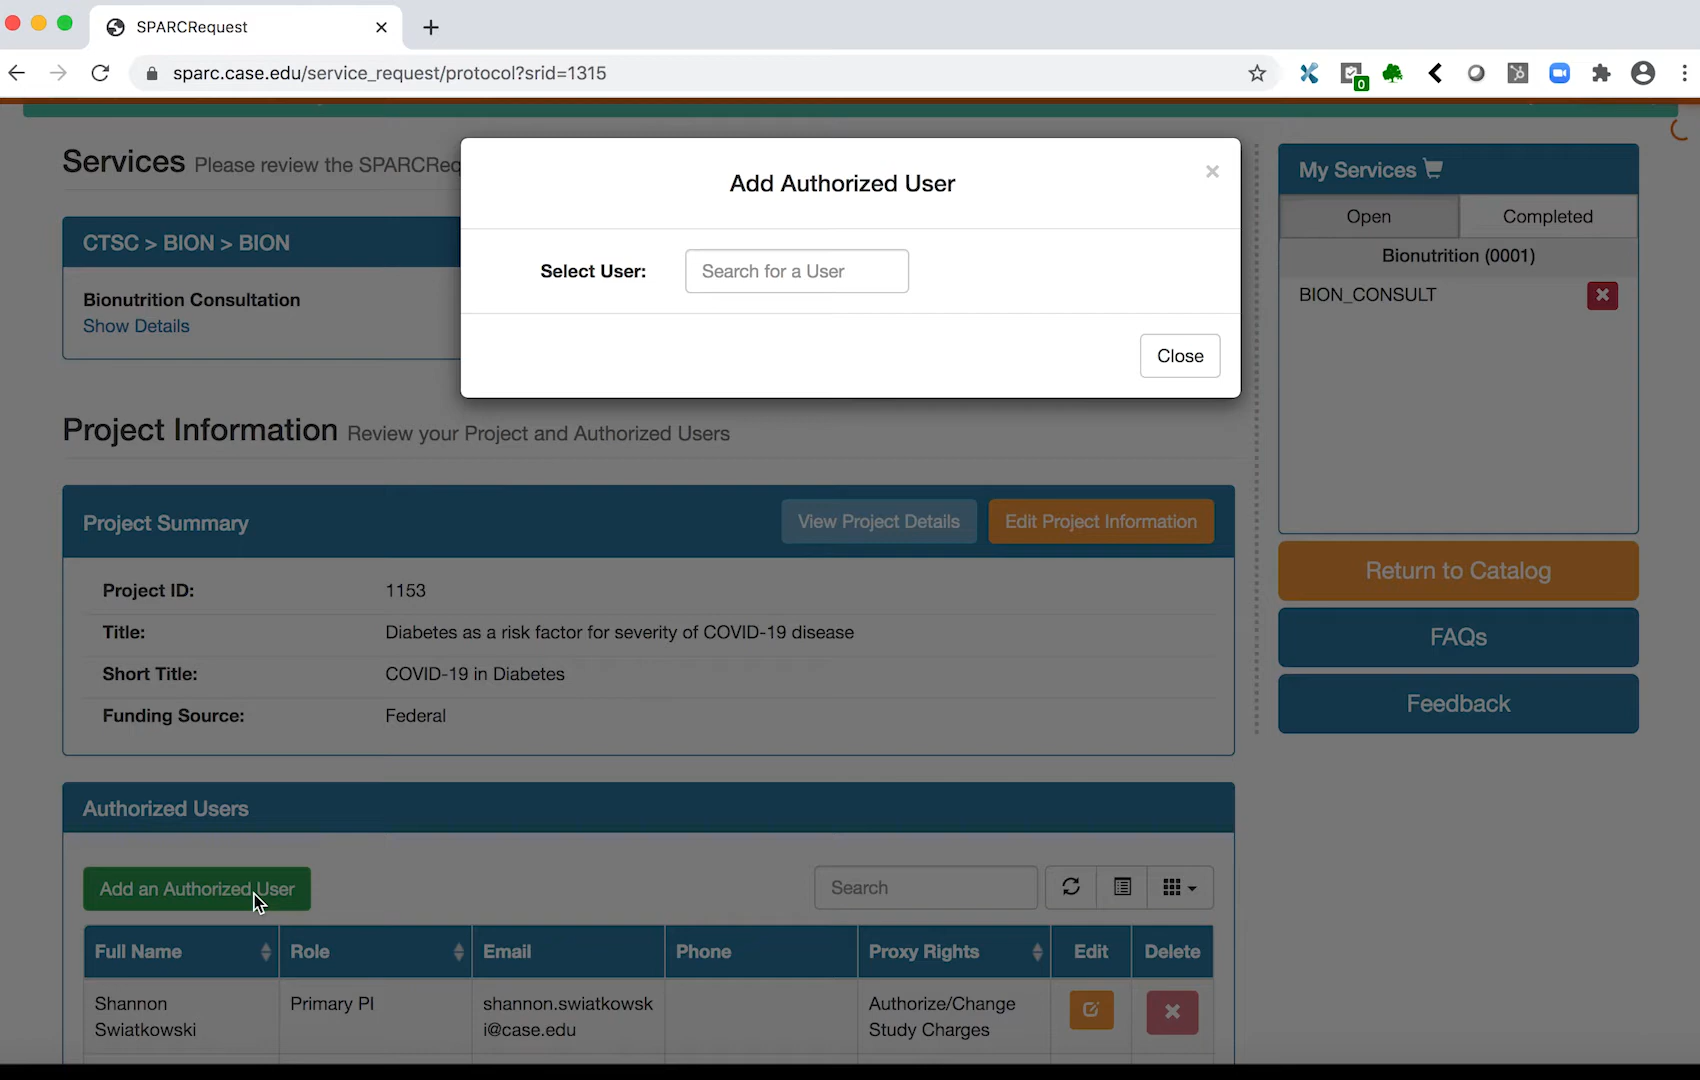 SPARCRequest
sparc.case.edu/service_request/protocol?srid=1315
0
Services Please review the SPARCReq
Add Authorized User
×
Select User:
Search for a User
Close
CTSC > BION > BION
Bionutrition Consultation
Show Details
My Services
Open
Completed
Bionutrition (0001)
BION_CONSULT
Return to Catalog
FAQs
Feedback
Project Information Review your Project and Authorized Users
Project Summary
View Project Details
Edit Project Information
Project ID: 1153
Title: Diabetes as a risk factor for severity of COVID-19 disease
Short Title: COVID-19 in Diabetes
Funding Source: Federal
Authorized Users
Add an Authorized User
Search
Full Name Role Email Phone Proxy Rights Edit Delete
Shannon
Swiatkowski
Primary PI
shannon.swiatkowsk
i@case.edu
Authorize/Change
Study Charges